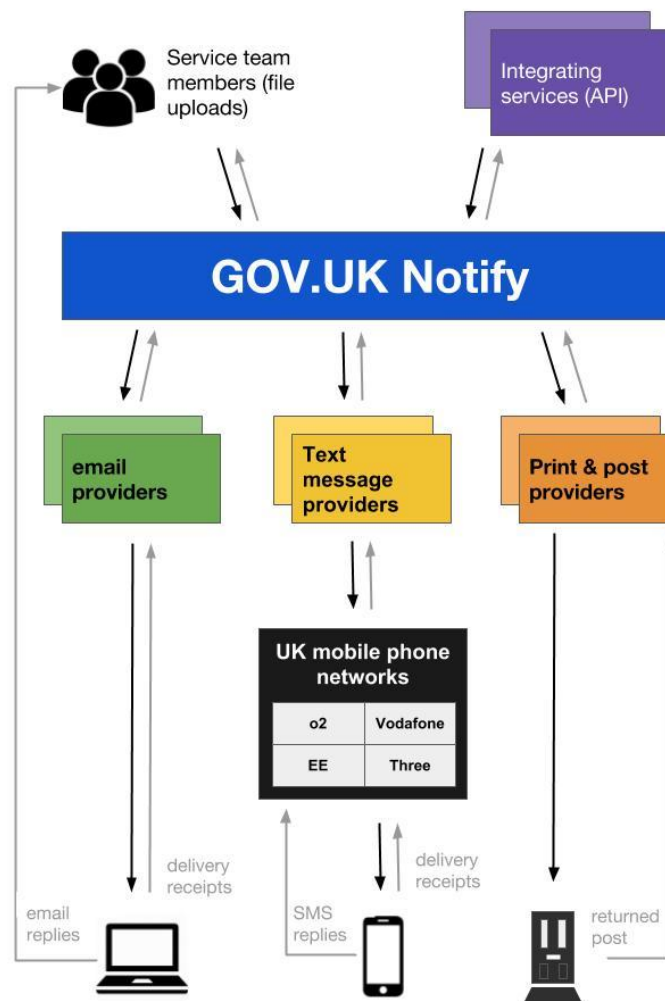 Service team
members (file
uploads)
Integrating
services (API)
GOV.UK Notify
email
providers
Text
message
providers
Print & post
providers
UK mobile phone
networks
o2
Vodafone
EE
Three
delivery
receipts
delivery
receipts
email
replies
SMS
replies
returned
post